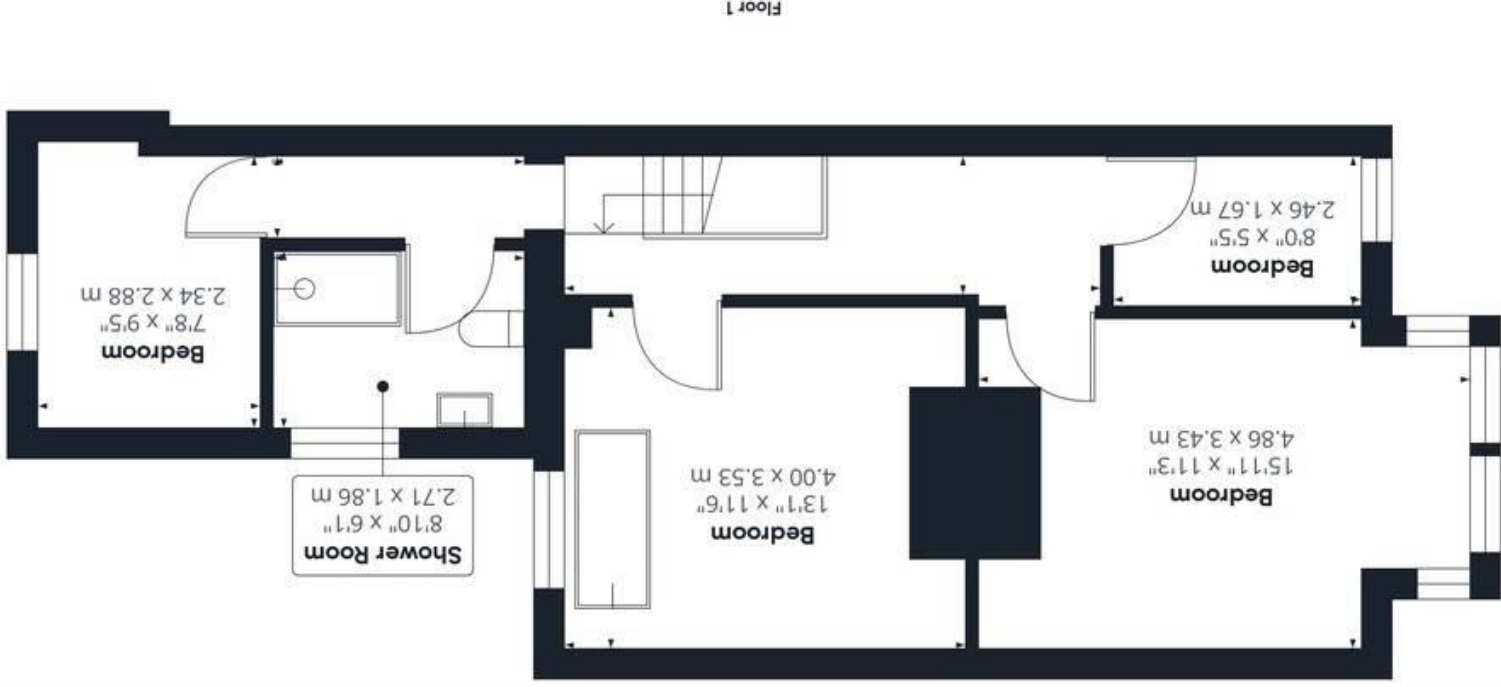 Bedroom
15'11" x 11'3"
4.86 x 3.43 m
Bedroom
13'1" x 11'6"
4.00 x 3.53 m
Shower Room
8'10" x 6'1"
2.71 x 1.86 m
Bedroom
7'8" x 9'5"
2.34 x 2.88 m
Bedroom
8'0" x 5'5"
2.46 x 1.67 m
Floor 1